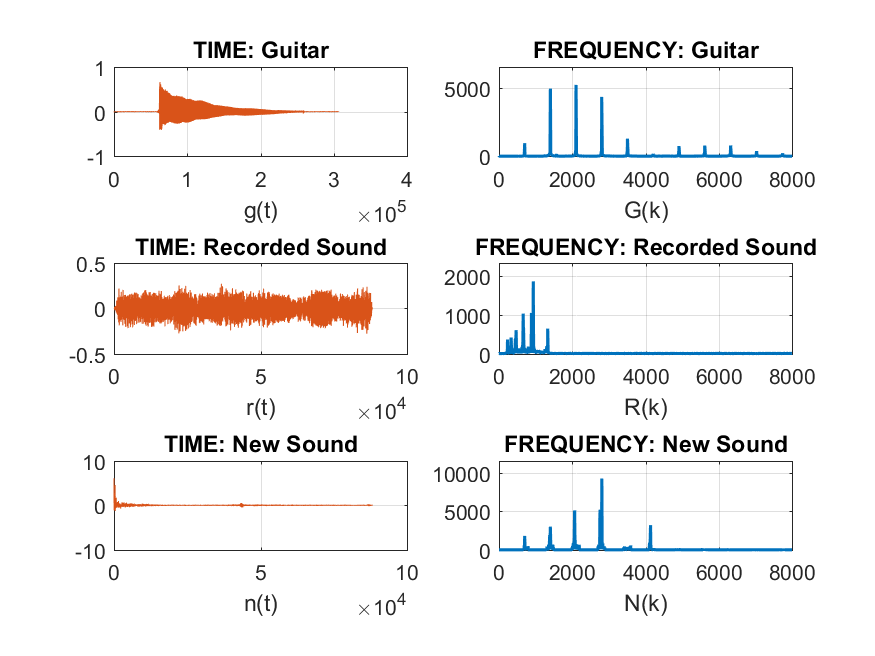 TIME: Guitar
1
0
-1
0 1 2 3 4
g(t)
×10^5
FREQUENCY: Guitar
5000
0
0 2000 4000 6000 8000
G(k)
TIME: Recorded Sound
0.5
0
-0.5
0 5 10
r(t)
×10^4
FREQUENCY: Recorded Sound
2000
1000
0
0 2000 4000 6000 8000
R(k)
TIME: New Sound
10
0
-10
0 5 10
n(t)
×10^4
FREQUENCY: New Sound
10000
5000
0
0 2000 4000 6000 8000
N(k)